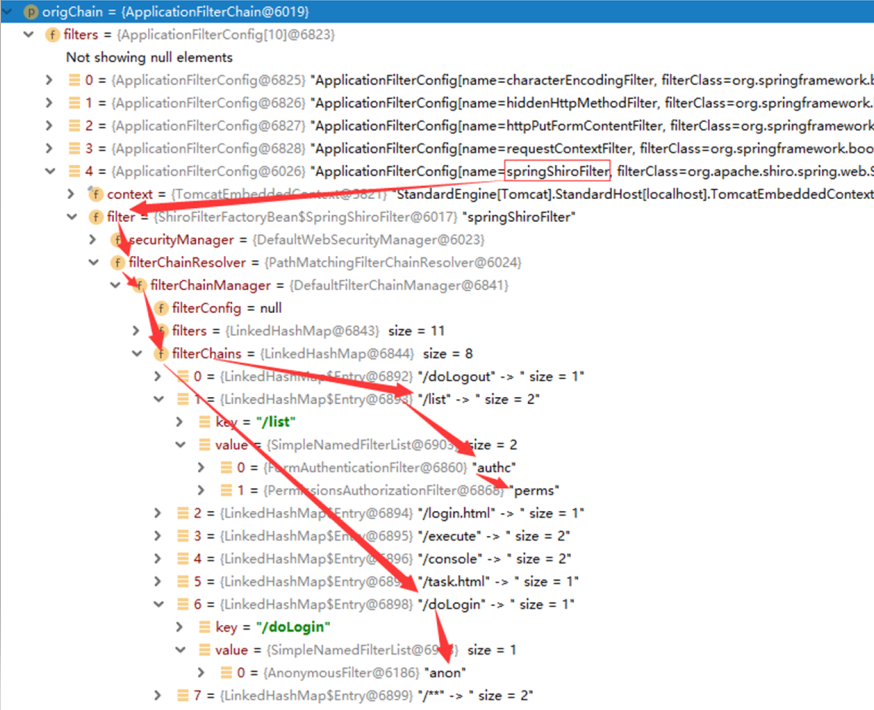 origChain = {ApplicationFilterChain@6019}
filters = {ApplicationFilterConfig[10]@6823}
Not showing null elements
0 = {ApplicationFilterConfig@6825} "ApplicationFilterConfig[name=characterEncodingFilter, filterClass=org.springframework.b
1 = {ApplicationFilterConfig@6826} "ApplicationFilterConfig[name=hiddenHttpMethodFilter, filterClass=org.springframework.
2 = {ApplicationFilterConfig@6827} "ApplicationFilterConfig[name=httpPutFormContentFilter, filterClass=org.springframework
3 = {ApplicationFilterConfig@6828} "ApplicationFilterConfig[name=requestContextFilter, filterClass=org.springframework.boo
4 = {ApplicationFilterConfig@6026} "ApplicationFilterConfig[name=springShiroFilter, filterClass=org.apache.shiro.spring.web.S
context = {TomcatEmbeddedContext@5821} "StandardEngine[Tomcat].StandardHost[localhost].TomcatEmbeddedContext
filter = {ShiroFilterFactoryBean$SpringShiroFilter@6017} "springShiroFilter"
securityManager = {DefaultWebSecurityManager@6023}
filterChainResolver = {PathMatchingFilterChainResolver@6024}
filterChainManager = {DefaultFilterChainManager@6841}
filterConfig = null
filters = {LinkedHashMap@6843} size = 11
filterChains = {LinkedHashMap@6844} size = 8
0 = {LinkedHashMap$Entry@6892} "/doLogout" -> " size = 1"
1 = {LinkedHashMap$Entry@6893} "/list" -> " size = 2"
key = "/list"
value = {SimpleNamedFilterList@6903} size = 2
0 = {FormAuthenticationFilter@6860} "authc"
1 = {PermissionsAuthorizationFilter@6868} "perms"
2 = {LinkedHashMap$Entry@6894} "/login.html" -> " size = 1"
3 = {LinkedHashMap$Entry@6895} "/execute" -> " size = 2"
4 = {LinkedHashMap$Entry@6896} "/console" -> " size = 2"
5 = {LinkedHashMap$Entry@689 "/task.html" -> " size = 1"
6 = {LinkedHashMap$Entry@6898} "/doLogin" -> " size = 1"
key = "/doLogin"
value = {SimpleNamedFilterList@69 size = 1
0 = {AnonymousFilter@6186} "anon"
7 = {LinkedHashMap$Entry@6899} "/**" -> " size = 2"